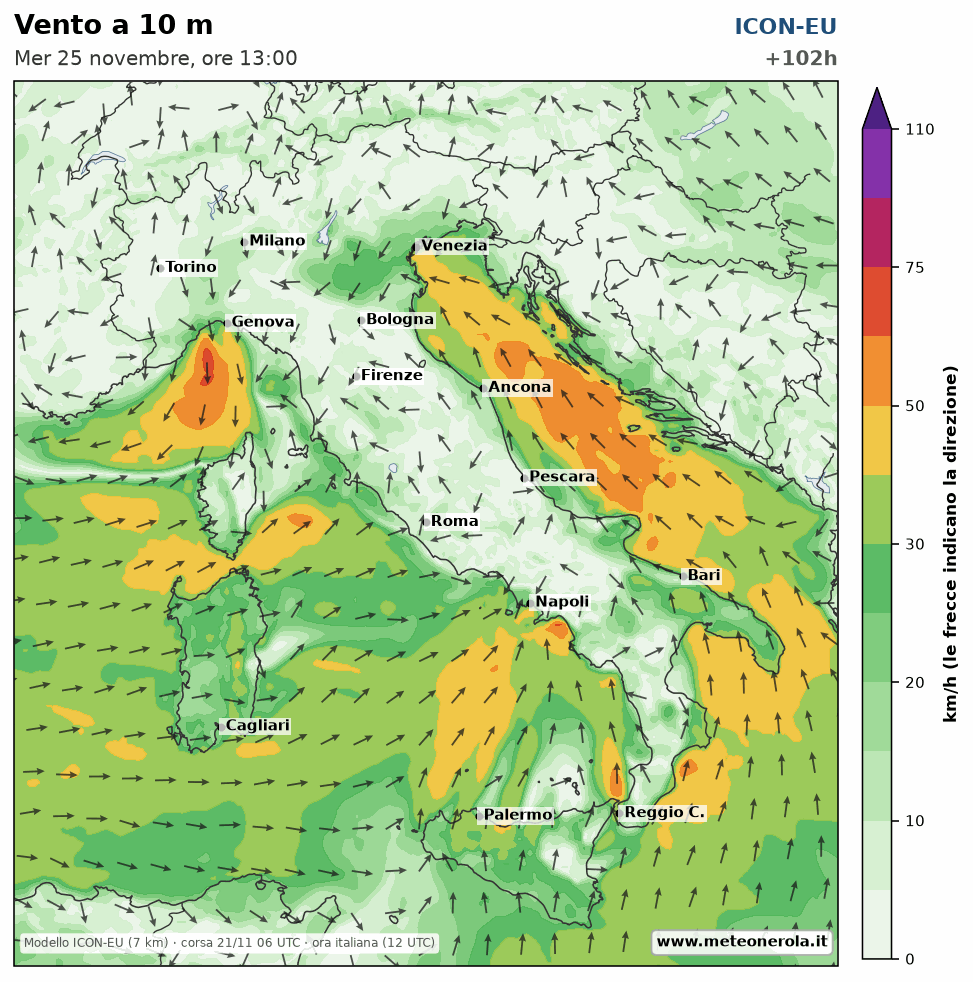 Vento a 10 m
ICON-EU
Mer 25 novembre, ore 13:00
+102h
110
75
50
30
20
10
0
km/h (le frecce indicano la direzione)
Venezia
Milano
Torino
Genova
Bologna
Firenze
Ancona
Pescara
Roma
Bari
Napoli
Cagliari
Palermo
Reggio C.
Modello ICON-EU (7 km) · corsa 21/11 06 UTC · ora italiana (12 UTC)
www.meteonerola.it